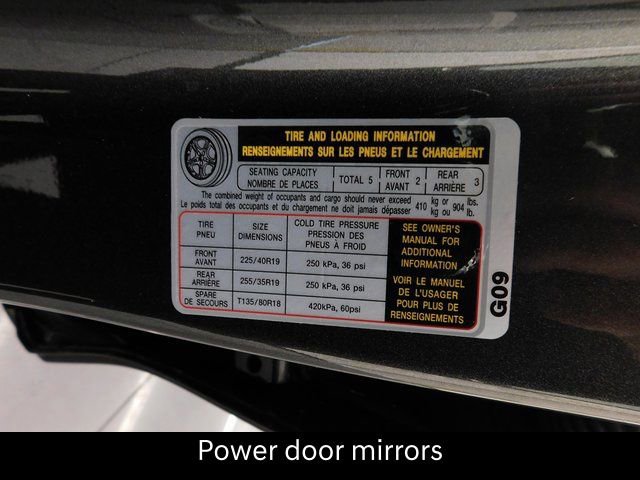 TIRE AND LOADING INFORMATION
RENSEIGNEMENTS SUR LES PNEUS ET LE CHARGEMENT
SEATING CAPACITY
NOMBRE DE PLACES
TOTAL 5
FRONT
AVANT 2
REAR
ARRIÈRE 3
The combined weight of occupants and cargo should never exceed 410 kg or 904 lbs.
Le poids total des occupants et du chargement ne doit jamais dépasser kg ou lb.
TIRE
PNEU
SIZE
DIMENSIONS
COLD TIRE PRESSURE
PRESSION DES
PNEUS À FROID
FRONT
AVANT
225/40R19
250 kPa, 36 psi
REAR
ARRIÈRE
255/35R19
250 kPa, 36 psi
SPARE
DE SECOURS
T135/80R18
420kPa, 60psi
SEE OWNER'S
MANUAL FOR
ADDITIONAL
INFORMATION
VOIR LE MANUEL
DE L'USAGER
POUR PLUS DE
RENSEIGNEMENTS
G09
Power door mirrors